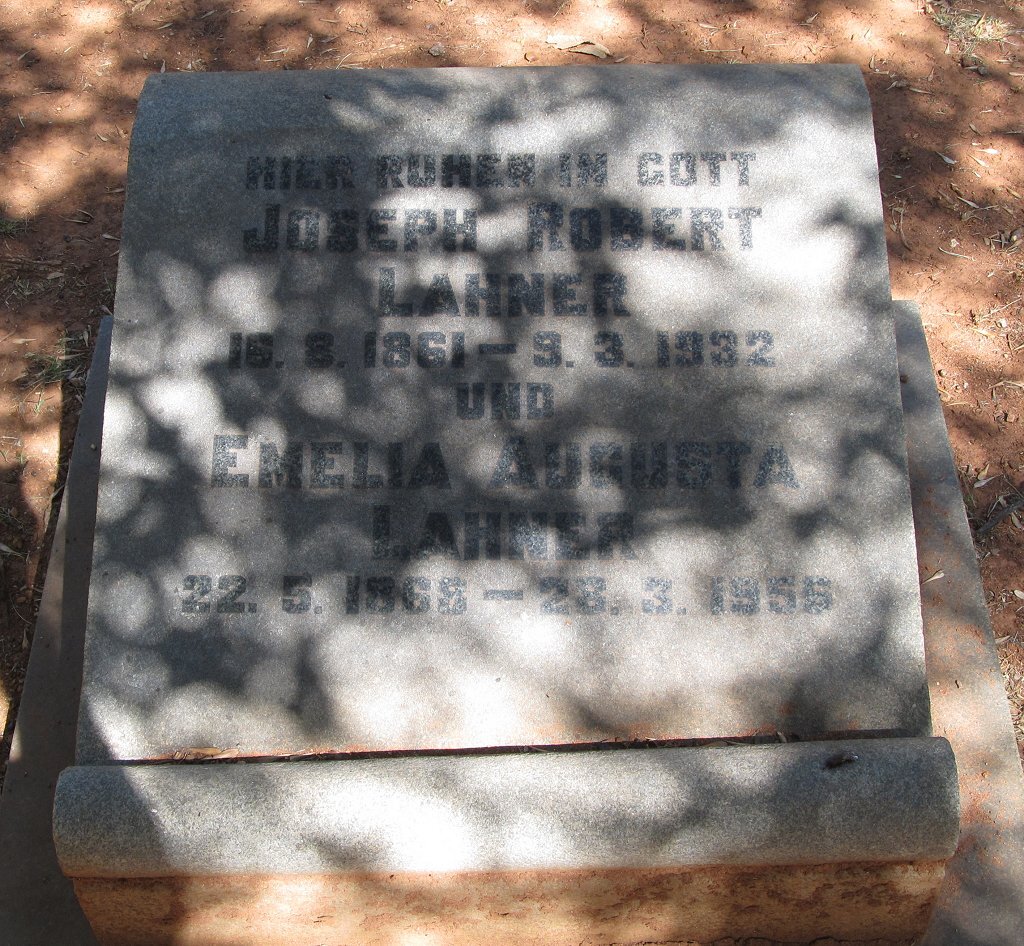 HIER RUHEN IN GOTT
JOSEPH ROBERT
LAHNER
16. 8. 1861 – 9. 3. 1932
UND
EMELIA AUGUSTA
LAHNER
22. 5. 1868 – 28. 3. 1956